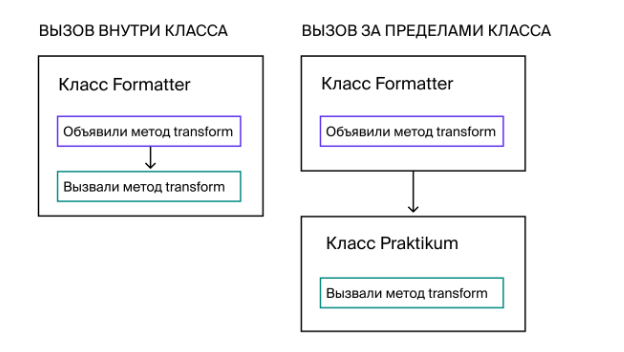 ВЫЗОВ ВНУТРИ КЛАССА
Класс Formatter
Объявили метод transform
Вызвали метод transform
ВЫЗОВ ЗА ПРЕДЕЛАМИ КЛАССА
Класс Formatter
Объявили метод transform
Класс Praktikum
Вызвали метод transform